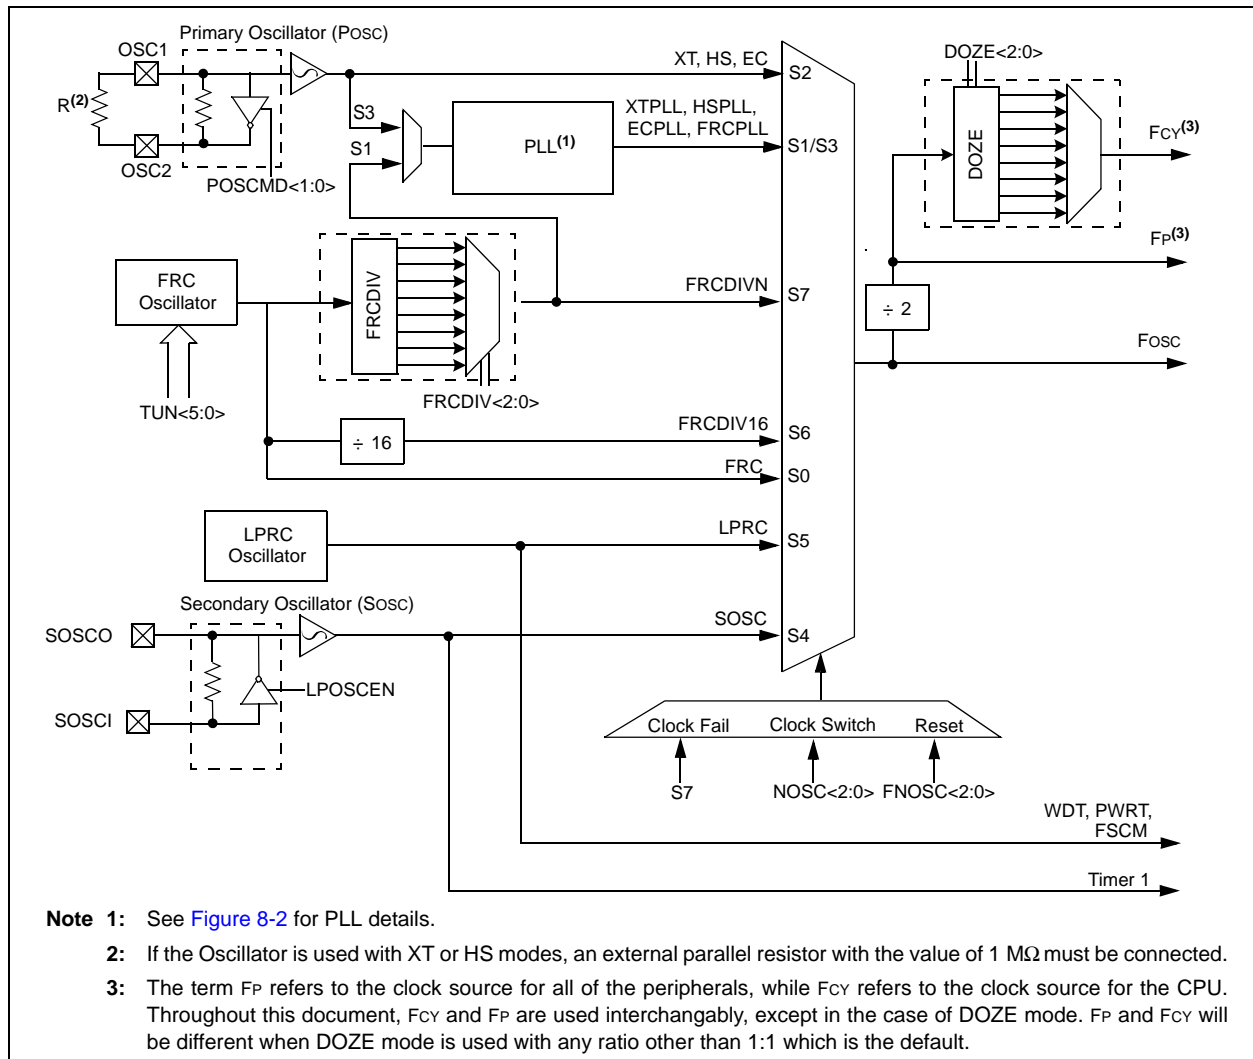 Primary Oscillator (POSC)
OSC1
R(2)
OSC2
POSCMD<1:0>
S3
S1
PLL(1)
XT, HS, EC
S2
XTPLL, HSPLL,
ECPLL, FRCPLL
S1/S3
DOZE<2:0>
DOZE
FCY(3)
FP(3)
÷ 2
FOSC
FRC
Oscillator
TUN<5:0>
FRCDIV
FRCDIV<2:0>
FRCDIVN
S7
÷ 16
FRCDIV16
S6
FRC
S0
LPRC
Oscillator
LPRC
S5
Secondary Oscillator (SOSC)
SOSCO
SOSCI
LPOSCEN
SOSC
S4
Clock Fail
Clock Switch
Reset
S7
NOSC<2:0>
FNOSC<2:0>
WDT, PWRT,
FSCM
Timer 1
Note 1: See Figure 8-2 for PLL details.
2: If the Oscillator is used with XT or HS modes, an external parallel resistor with the value of 1 MΩ must be connected.
3: The term FP refers to the clock source for all of the peripherals, while FCY refers to the clock source for the CPU.
Throughout this document, FCY and FP are used interchangably, except in the case of DOZE mode. FP and FCY will
be different when DOZE mode is used with any ratio other than 1:1 which is the default.